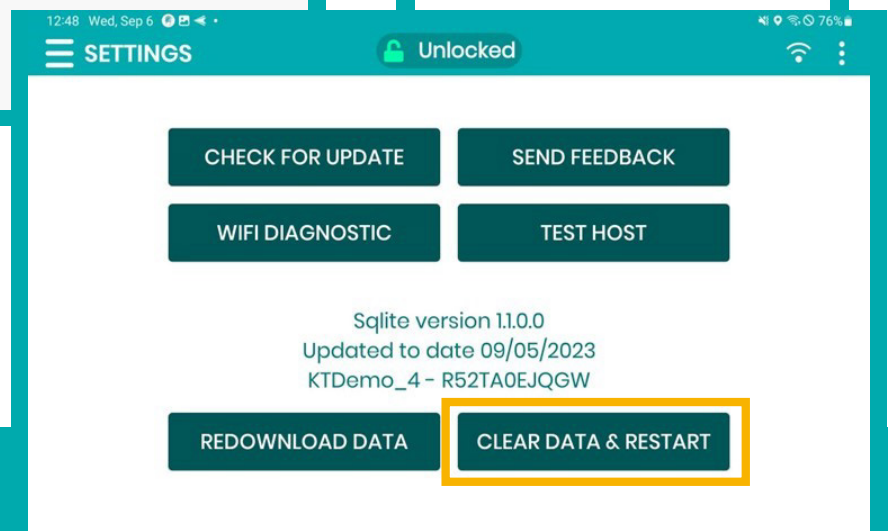 12:48 Wed, Sep 6
76%
SETTINGS
Unlocked
CHECK FOR UPDATE
SEND FEEDBACK
WIFI DIAGNOSTIC
TEST HOST
Sqlite version 1.1.0.0
Updated to date 09/05/2023
KTDemo_4 - R52TA0EJQGW
REDOWNLOAD DATA
CLEAR DATA & RESTART